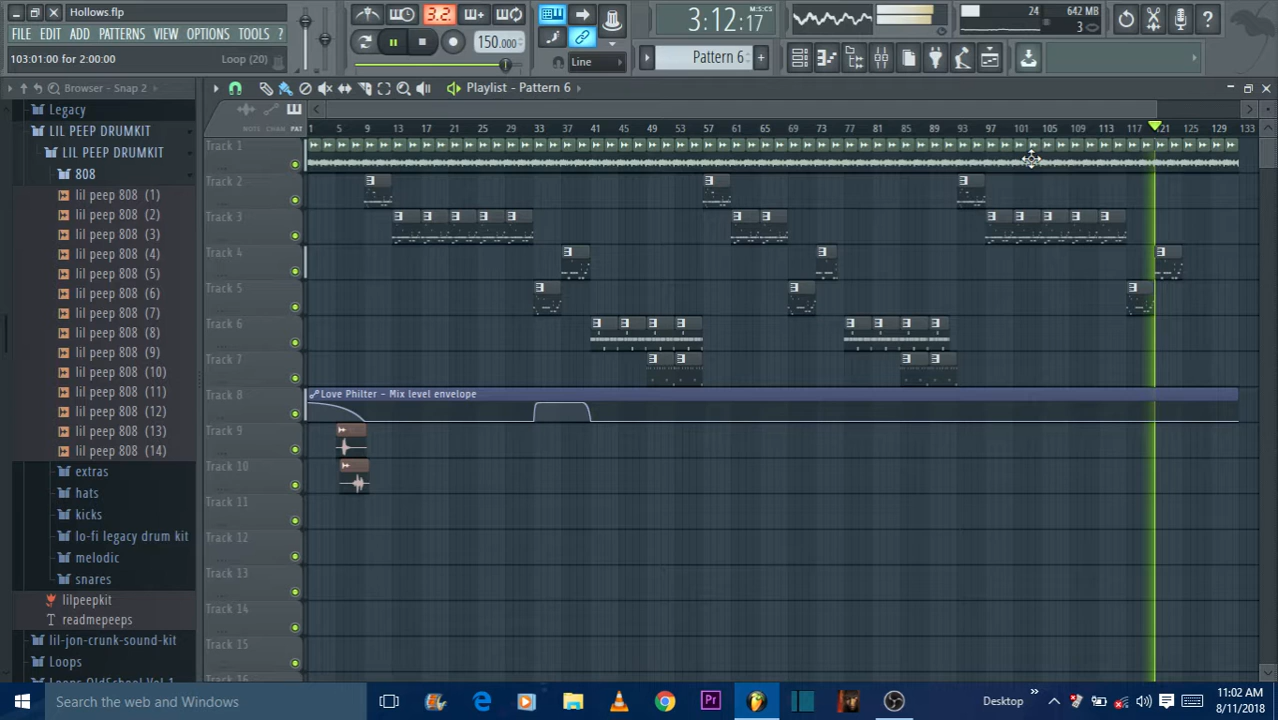 Hollows.flp
FILE EDIT ADD PATTERNS VIEW OPTIONS TOOLS ?
103:01:00 for 2:00:00 Loop (20)
3.2.
150.000
Line
3:12:17
M:S:CS
Pattern 6
24 642 MB
3
Browser - Snap 2
Playlist - Pattern 6
NOTE CHAN PAT
1 5 9 13 17 21 25 29 33 37 41 45 49 53 57 61 65 69 73 77 81 85 89 93 97 101 105 109 113 117 121 125 129 133
Legacy
LIL PEEP DRUMKIT
LIL PEEP DRUMKIT
808
lil peep 808 (1)
lil peep 808 (2)
lil peep 808 (3)
lil peep 808 (4)
lil peep 808 (5)
lil peep 808 (6)
lil peep 808 (7)
lil peep 808 (8)
lil peep 808 (9)
lil peep 808 (10)
lil peep 808 (11)
lil peep 808 (12)
lil peep 808 (13)
lil peep 808 (14)
extras
hats
kicks
lo-fi legacy drum kit
melodic
snares
lilpeepkit
readmepeeps
lil-jon-crunk-sound-kit
Loops
Track 1
Track 2
Track 3
Track 4
Track 5
Track 6
Track 7
Track 8
Love Philter - Mix level envelope
Track 9
Track 10
Track 11
Track 12
Track 13
Track 14
Track 15
Search the web and Windows
Pr
Desktop
11:02 AM
8/11/2018